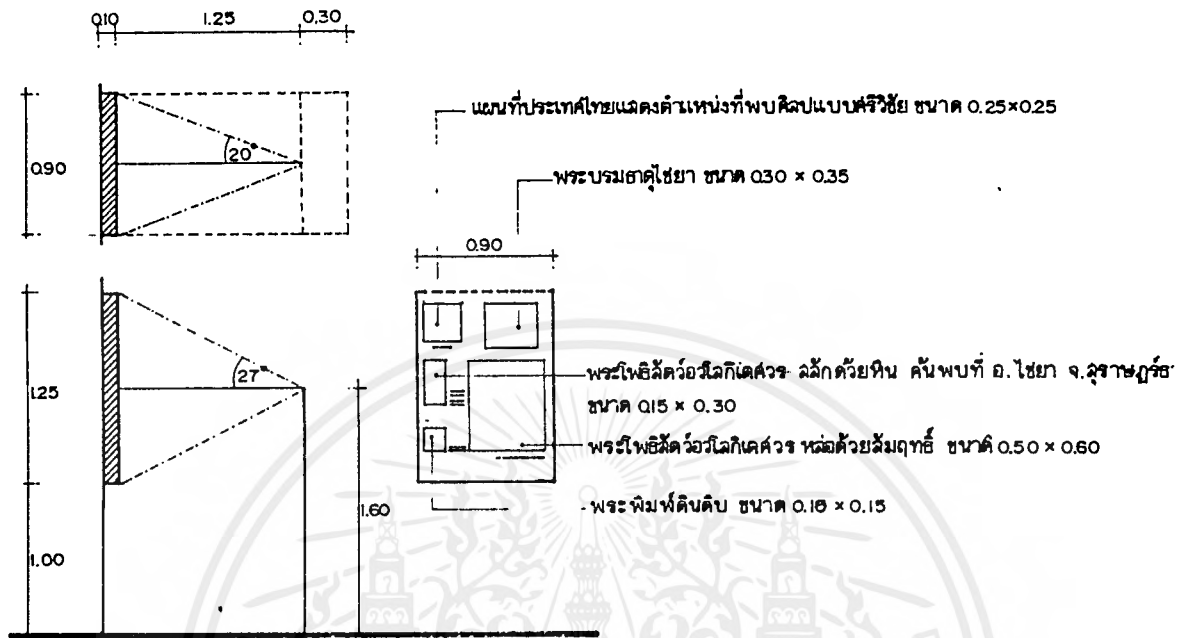 0.10 1.25 0.30
แผนที่ประเทศไทยแสดงตำแหน่งที่พบศิลปแบบศรีวิชัย ขนาด 0.25×0.25
20°
0.90
พระบรมธาตุไชยา ขนาด 0.30 × 0.35
0.90
27°
1.25
พระโพธิสัตว์อวโลกิเตศวร สลักด้วยหิน ค้นพบที่ อ.ไชยา จ.สุราษฎร์ธ
ขนาด 0.15 × 0.30
พระโพธิสัตว์อวโลกิเตศวร หล่อด้วยสัมฤทธิ์ ขนาด 0.50 × 0.60
พระพิมพ์ดินดิบ ขนาด 0.18 × 0.15
1.60
1.00